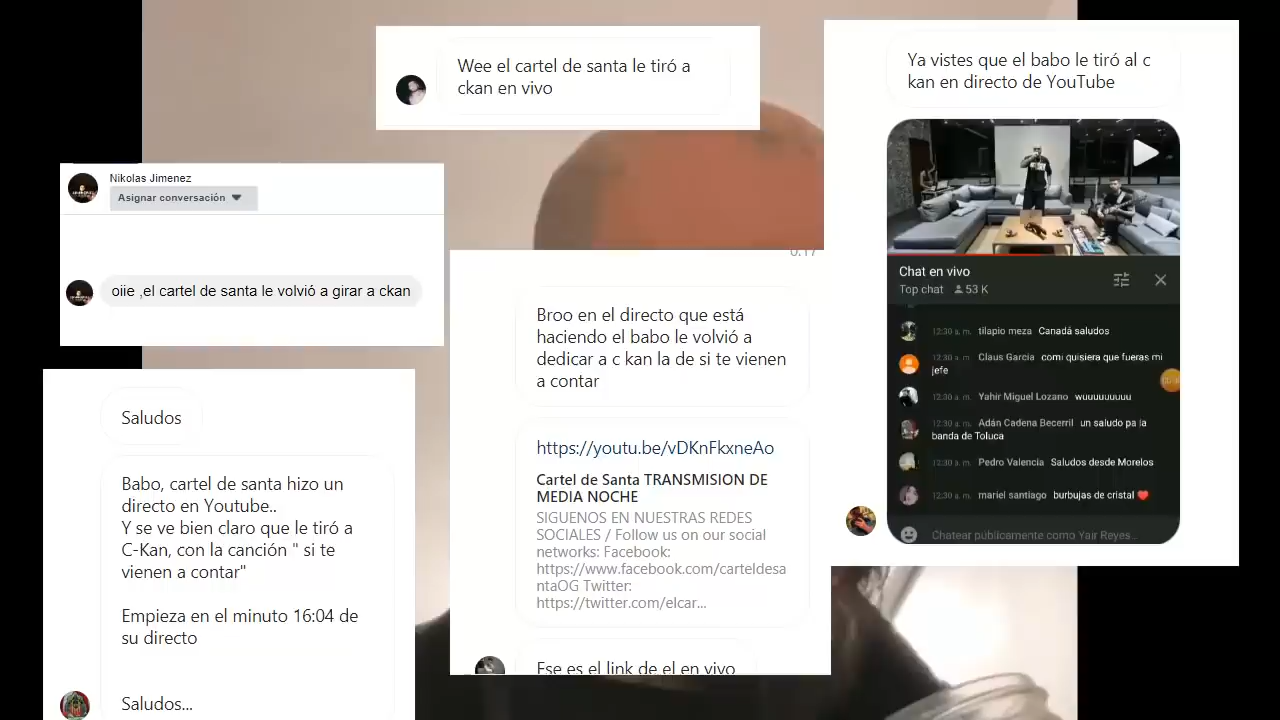 Wee el cartel de santa le tiró a
ckan en vivo
Ya vistes que el babo le tiró al c
kan en directo de YouTube
Nikolas Jimenez
Asignar conversación
oiie ,el cartel de santa le volvió a girar a ckan
Saludos
Babo, cartel de santa hizo un
directo en Youtube..
Y se ve bien claro que le tiró a
C-Kan, con la canción " si te
vienen a contar"
Empieza en el minuto 16:04 de
su directo
Saludos...
0:17
Broo en el directo que está
haciendo el babo le volvió a
dedicar a c kan la de si te vienen
a contar
https://youtu.be/vDKnFkxneAo
Cartel de Santa TRANSMISION DE
MEDIA NOCHE
SIGUENOS EN NUESTRAS REDES
SOCIALES / Follow us on our social
networks: Facebook:
https://www.facebook.com/carteldesa
ntaOG Twitter:
https://twitter.com/elcar...
Ese es el link de el en vivo
Chat en vivo
Top chat 53 K
12:30 a. m. tilapio meza Canadá saludos
12:30 a. m. Claus Garcia comi quisiera que fueras mi
jefe
12:30 a. m. Yahir Miguel Lozano wuuuuuuuuu
12:30 a. m. Adán Cadena Becerril un saludo pa la
banda de Toluca
12:30 a. m. Pedro Valencia Saludos desde Morelos
12:30 a. m. mariel santiago burbujas de cristal ❤️
Chatear públicamente como Yair Reyes...